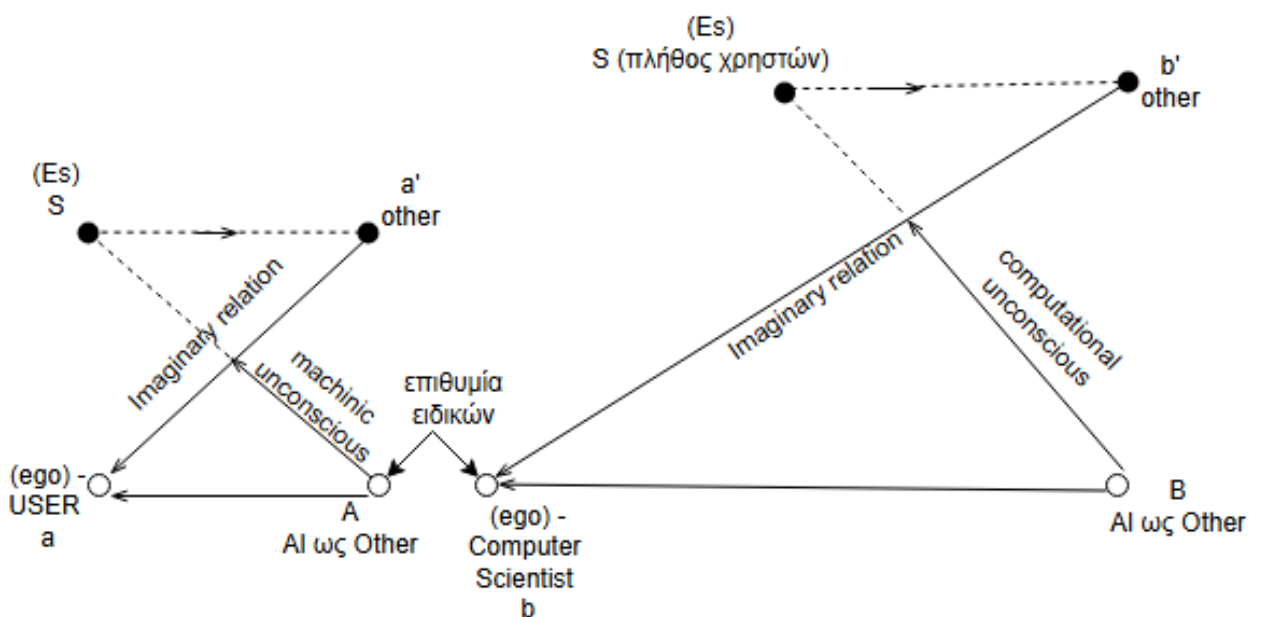 (Es)
S
a'
other
Imaginary relation
machinic
unconscious
(ego) -
USER
a
A
AI ως Other
επιθυμία
ειδικών
(Es)
S (πλήθος χρηστών)
b'
other
Imaginary relation
computational
unconscious
(ego) -
Computer
Scientist
b
B
AI ως Other